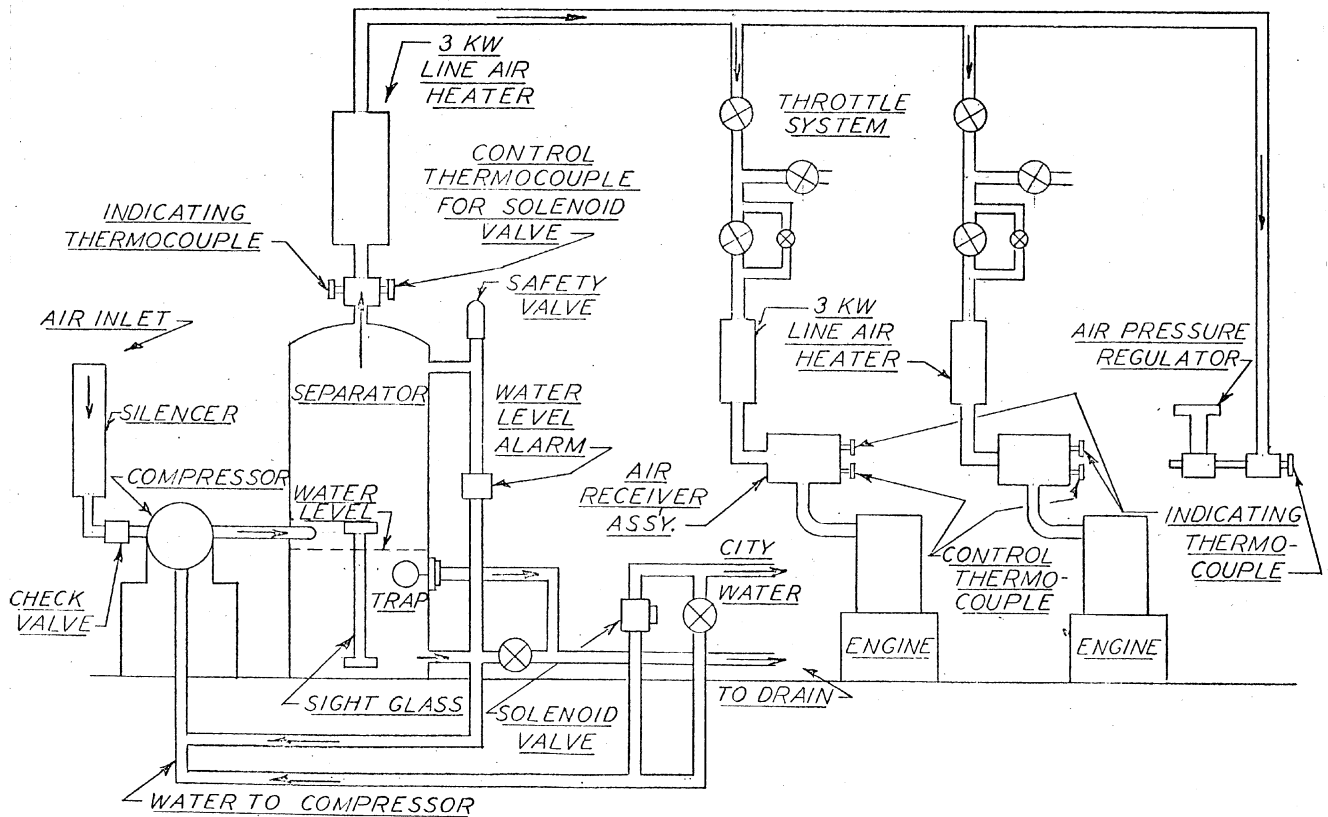 3 KW
LINE AIR
HEATER
THROTTLE
SYSTEM
CONTROL
THERMOCOUPLE
FOR SOLENOID
VALVE
INDICATING
THERMOCOUPLE
SAFETY
VALVE
3 KW
LINE AIR
HEATER
AIR INLET
AIR PRESSURE
REGULATOR
SEPARATOR
WATER
LEVEL
ALARM
SILENCER
COMPRESSOR
WATER
LEVEL
AIR
RECEIVER
ASSY.
INDICATING
THERMO-
COUPLE
CITY
WATER
CONTROL
THERMO-
COUPLE
CHECK
VALVE
TRAP
ENGINE
ENGINE
SIGHT GLASS
SOLENOID
VALVE
TO DRAIN
WATER TO COMPRESSOR